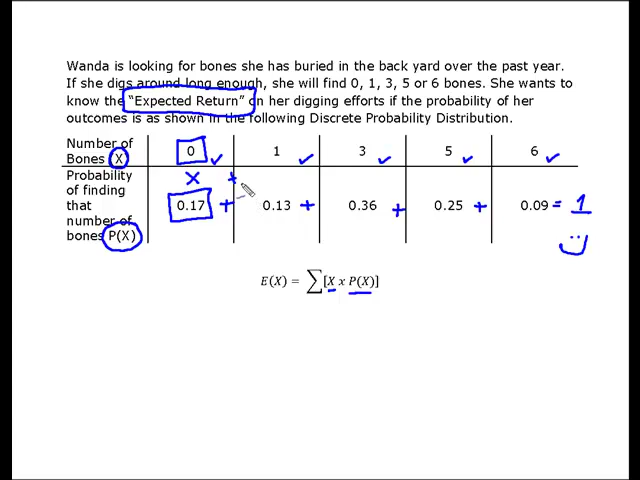 Wanda is looking for bones she has buried in the back yard over the past year.
If she digs around long enough, she will find 0, 1, 3, 5 or 6 bones. She wants to
know the “Expected Return” on her digging efforts if the probability of her
outcomes is as shown in the following Discrete Probability Distribution.
Number of
Bones (X) 0 ✓ 1 ✓ 3 ✓ 5 ✓ 6 ✓
Probability x +
of finding
that 0.17 + 0.13 + 0.36 + 0.25 + 0.09 = 1
number of
bones P(X)
E(X) = ∑[X x P(X)]